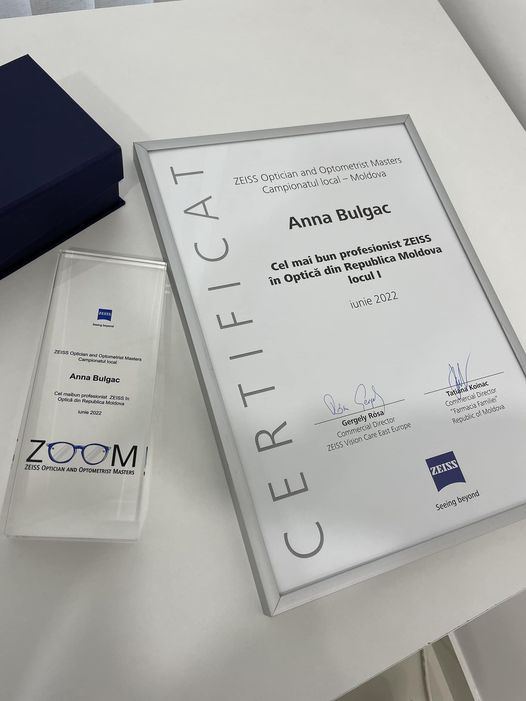 CERTIFICAT
ZEISS Optician and Optometrist Masters
Campionatul local – Moldova
Anna Bulgac
Cel mai bun profesionist ZEISS
în Optică din Republica Moldova
locul I
iunie 2022
Gergely Rósa
Commercial Director
ZEISS Vision Care East Europe
Tatiana Koinac
Commercial Director
"Farmacia Familiei"
Republic of Moldova
ZEISS
Seeing beyond
ZEISS
Seeing beyond
ZEISS Optician and Optometrist Masters
Campionatul local
Anna Bulgac
Cel maibun profesionist ZEISS în
Optică din Republica Moldova
iunie 2022
ZOOM
ZEISS OPTICIAN AND OPTOMETRIST MASTERS